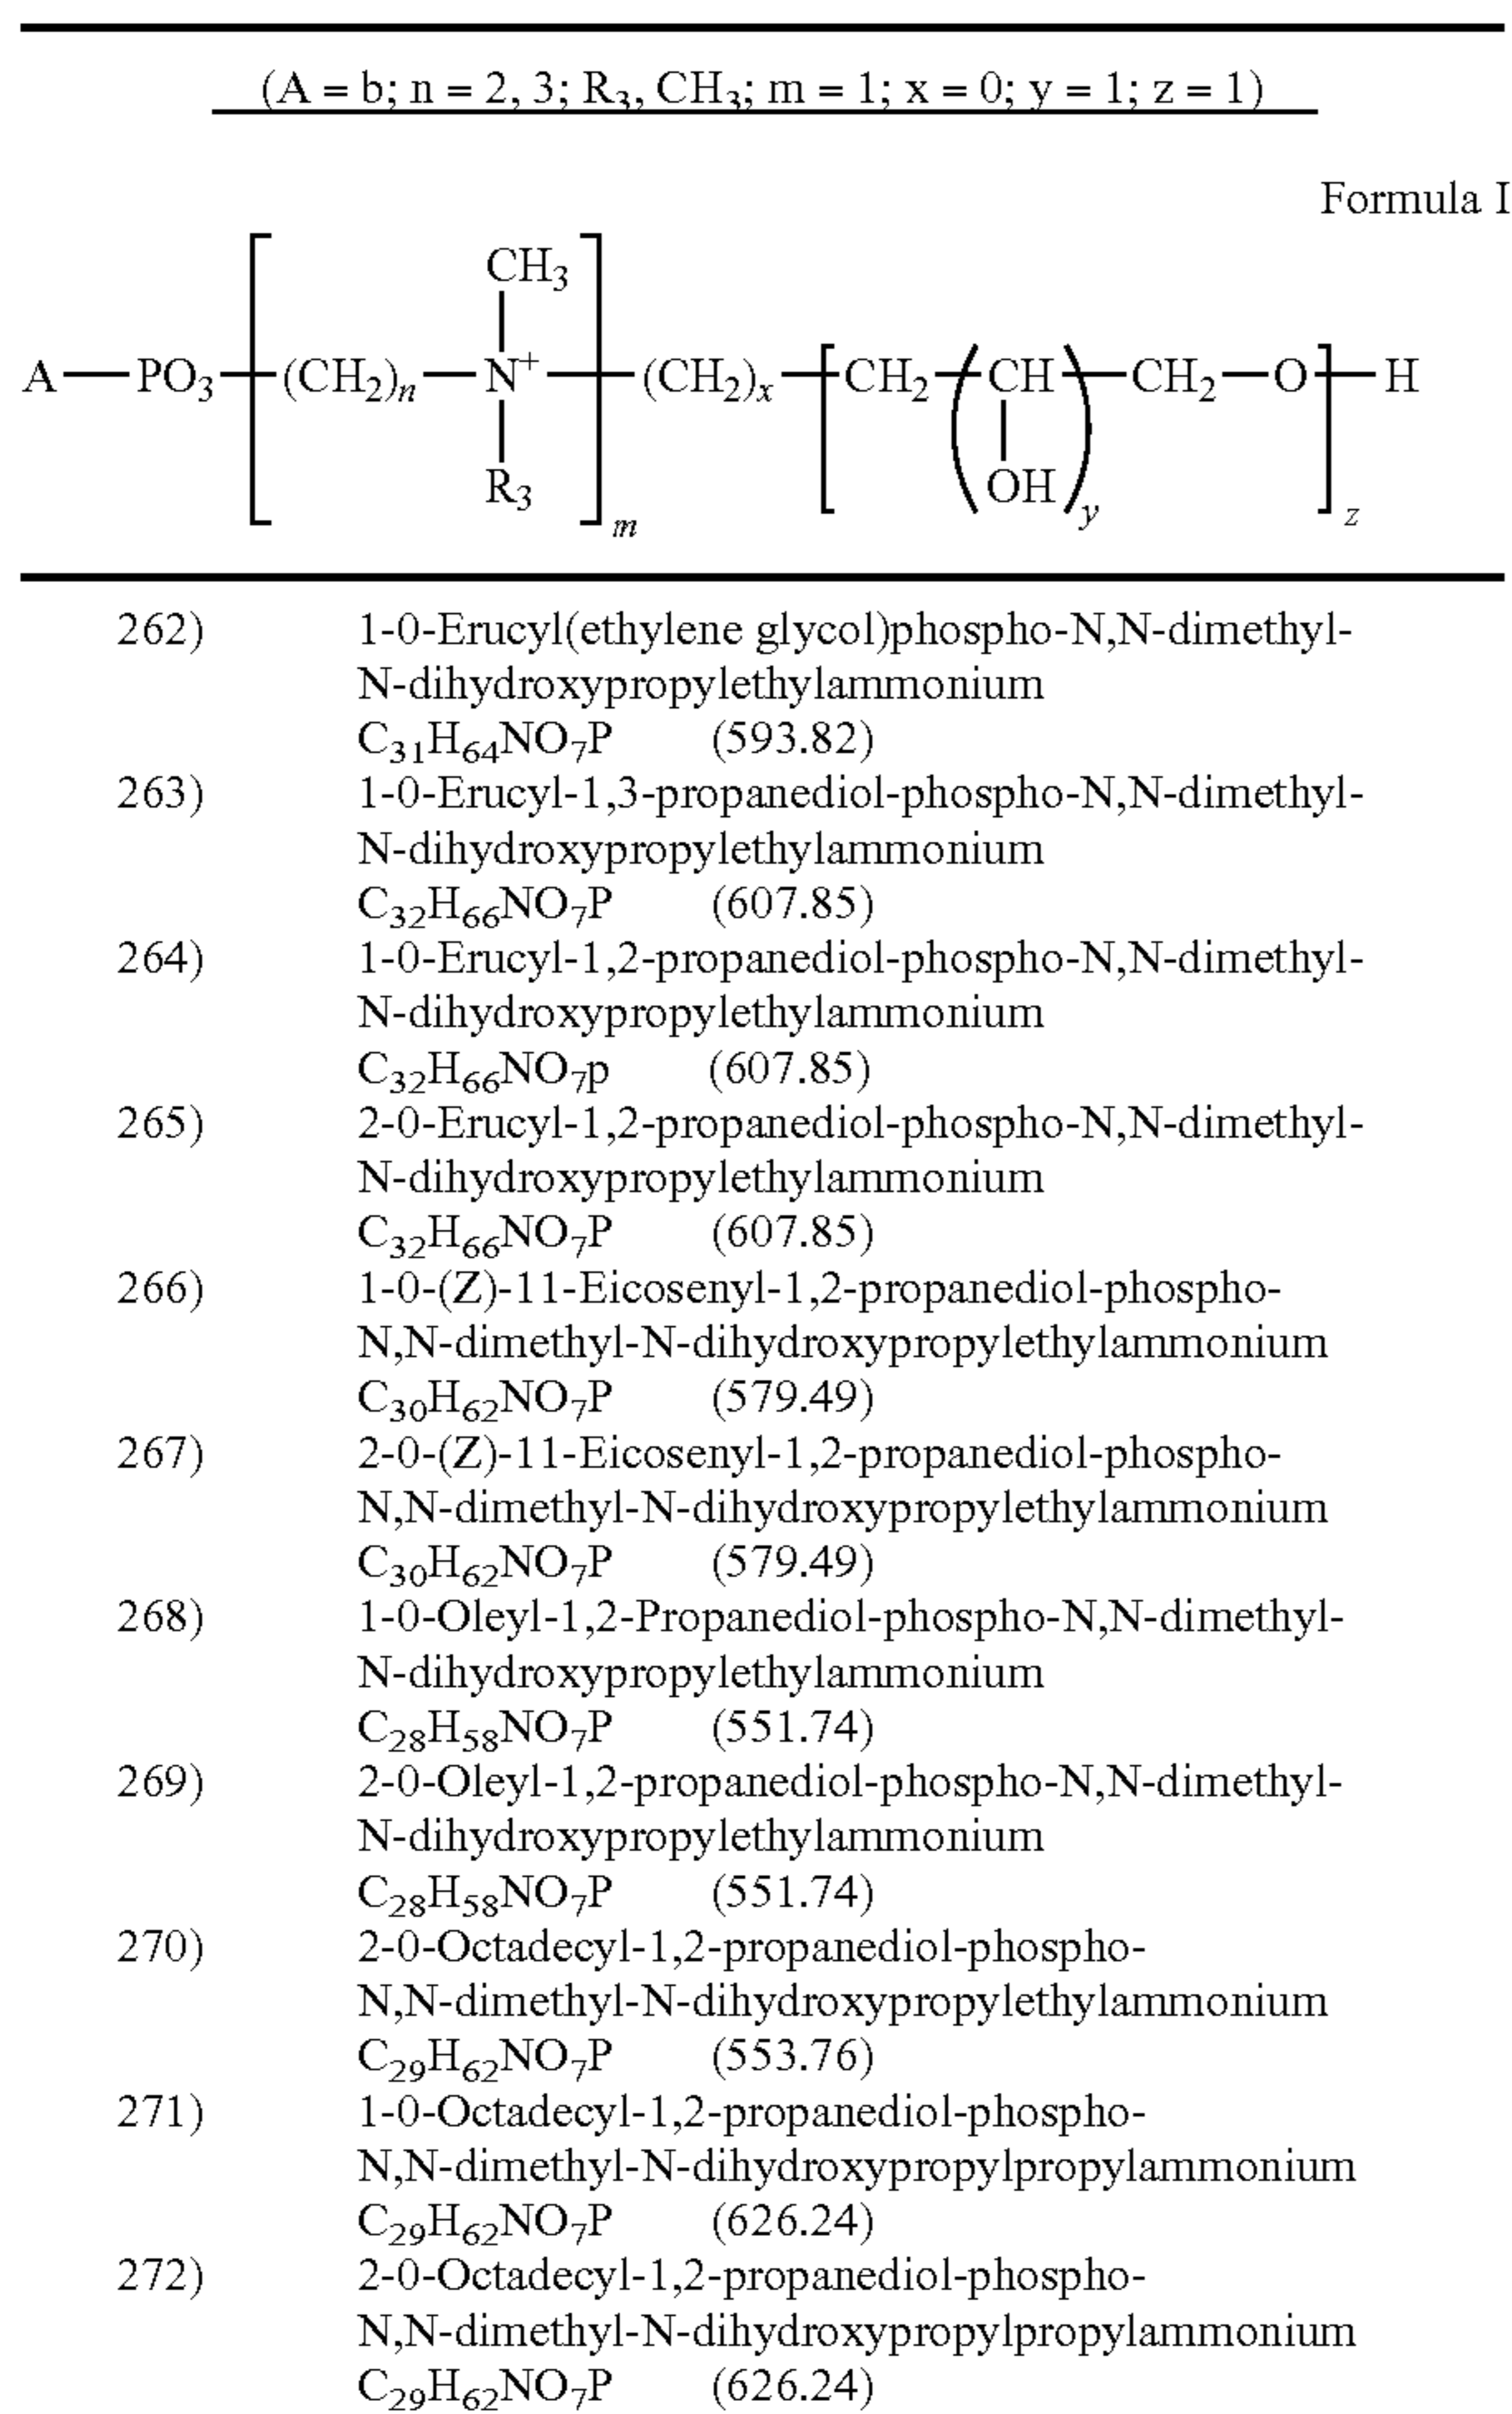 (A = b; n = 2, 3; R₃, CH₃; m = 1; x = 0; y = 1; z = 1)
Formula I
CH₃
A—PO₃—[(CH₂)ₙ—N⁺—]—(CH₂)ₓ—[CH₂—(CH)—CH₂—O]—H
R₃ OH
m y z
262) 1-0-Erucyl(ethylene glycol)phospho-N,N-dimethyl-
N-dihydroxypropylethylammonium
C₃₁H₆₄NO₇P (593.82)
263) 1-0-Erucyl-1,3-propanediol-phospho-N,N-dimethyl-
N-dihydroxypropylethylammonium
C₃₂H₆₆NO₇P (607.85)
264) 1-0-Erucyl-1,2-propanediol-phospho-N,N-dimethyl-
N-dihydroxypropylethylammonium
C₃₂H₆₆NO₇p (607.85)
265) 2-0-Erucyl-1,2-propanediol-phospho-N,N-dimethyl-
N-dihydroxypropylethylammonium
C₃₂H₆₆NO₇P (607.85)
266) 1-0-(Z)-11-Eicosenyl-1,2-propanediol-phospho-
N,N-dimethyl-N-dihydroxypropylethylammonium
C₃₀H₆₂NO₇P (579.49)
267) 2-0-(Z)-11-Eicosenyl-1,2-propanediol-phospho-
N,N-dimethyl-N-dihydroxypropylethylammonium
C₃₀H₆₂NO₇P (579.49)
268) 1-0-Oleyl-1,2-Propanediol-phospho-N,N-dimethyl-
N-dihydroxypropylethylammonium
C₂₈H₅₈NO₇P (551.74)
269) 2-0-Oleyl-1,2-propanediol-phospho-N,N-dimethyl-
N-dihydroxypropylethylammonium
C₂₈H₅₈NO₇P (551.74)
270) 2-0-Octadecyl-1,2-propanediol-phospho-
N,N-dimethyl-N-dihydroxypropylethylammonium
C₂₉H₆₂NO₇P (553.76)
271) 1-0-Octadecyl-1,2-propanediol-phospho-
N,N-dimethyl-N-dihydroxypropylpropylammonium
C₂₉H₆₂NO₇P (626.24)
272) 2-0-Octadecyl-1,2-propanediol-phospho-
N,N-dimethyl-N-dihydroxypropylpropylammonium
C₂₉H₆₂NO₇P (626.24)